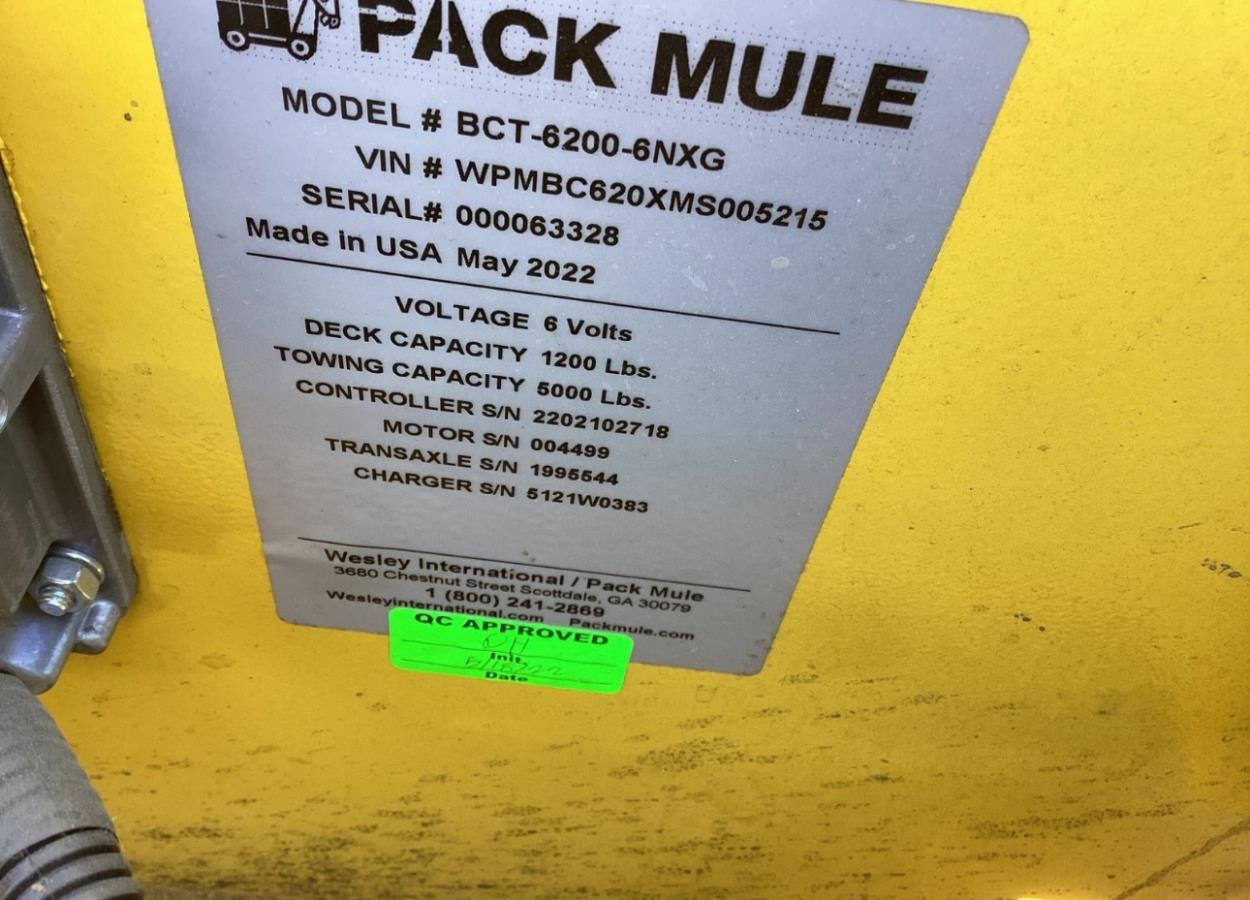 PACK MULE
MODEL # BCT-6200-6NXG
VIN # WPMBC620XMS005215
SERIAL# 000063328
Made in USA May 2022
VOLTAGE 6 Volts
DECK CAPACITY 1200 Lbs.
TOWING CAPACITY 5000 Lbs.
CONTROLLER S/N 2202102718
MOTOR S/N 004499
TRANSAXLE S/N 1995544
CHARGER S/N 5121W0383
Wesley International / Pack Mule
3680 Chestnut Street Scottdale, GA 30079
1 (800) 241-2869
Wesleyinternational.com Packmule.com
QC APPROVED
Init.
Date